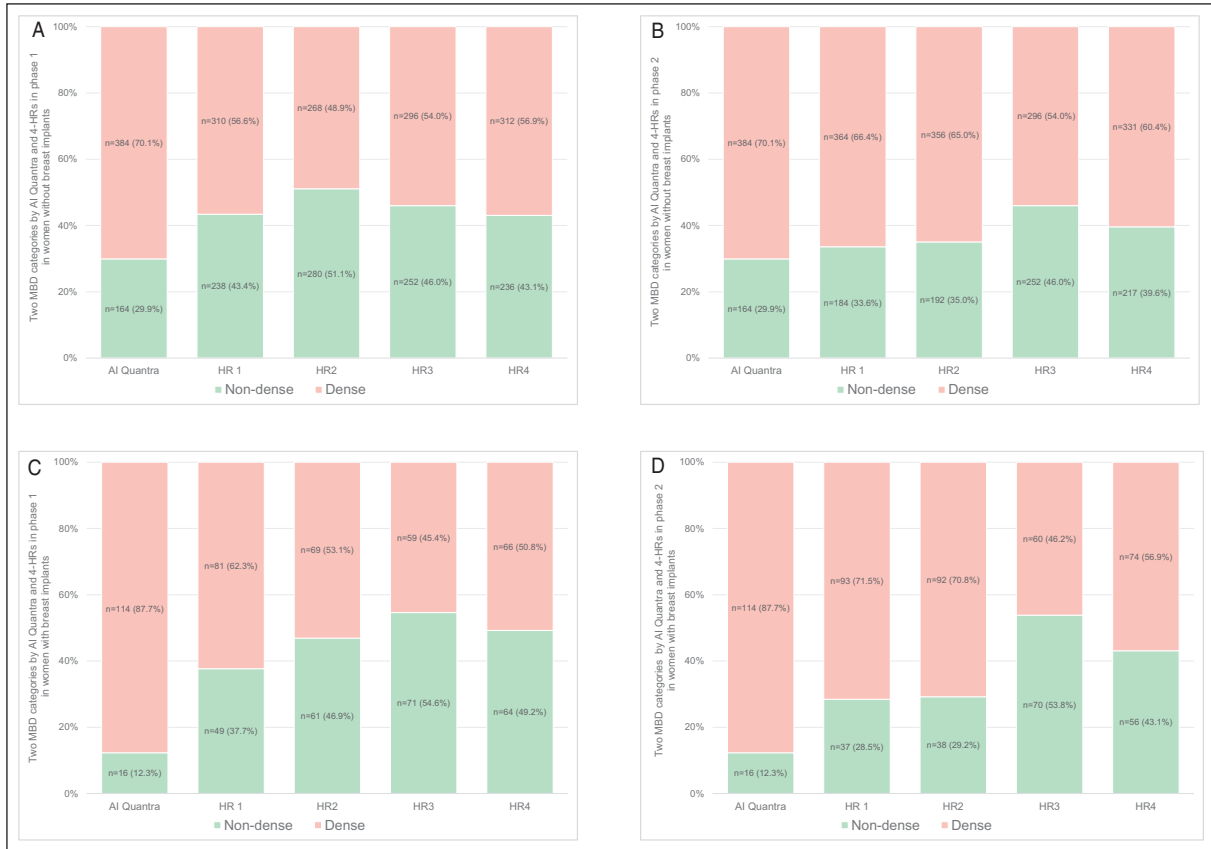 A
Two MBD categories by AI Quantra and 4-HRs in phase 1
in women without breast implants
100%
80%
60%
40%
20%
0%
n=384 (70.1%)
n=310 (56.6%)
n=268 (48.9%)
n=296 (54.0%)
n=312 (56.9%)
n=164 (29.9%)
n=238 (43.4%)
n=280 (51.1%)
n=252 (46.0%)
n=236 (43.1%)
AI Quantra HR 1 HR2 HR3 HR4
Non-dense Dense
B
Two MBD categories by AI Quantra and 4-HRs in phase 2
in women without breast implants
100%
80%
60%
40%
20%
0%
n=384 (70.1%)
n=364 (66.4%)
n=356 (65.0%)
n=296 (54.0%)
n=331 (60.4%)
n=164 (29.9%)
n=184 (33.6%)
n=192 (35.0%)
n=252 (46.0%)
n=217 (39.6%)
AI Quantra HR 1 HR2 HR3 HR4
Non-dense Dense
C
Two MBD categories by AI Quantra and 4-HRs in phase 1
in women with breast implants
100%
80%
60%
40%
20%
0%
n=114 (87.7%)
n=81 (62.3%)
n=69 (53.1%)
n=59 (45.4%)
n=66 (50.8%)
n=16 (12.3%)
n=49 (37.7%)
n=61 (46.9%)
n=71 (54.6%)
n=64 (49.2%)
AI Quantra HR 1 HR2 HR3 HR4
Non-dense Dense
D
Two MBD categories by AI Quantra and 4-HRs in phase 2
in women with breast implants
100%
80%
60%
40%
20%
0%
n=114 (87.7%)
n=93 (71.5%)
n=92 (70.8%)
n=60 (46.2%)
n=74 (56.9%)
n=16 (12.3%)
n=37 (28.5%)
n=38 (29.2%)
n=70 (53.8%)
n=56 (43.1%)
AI Quantra HR 1 HR2 HR3 HR4
Non-dense Dense